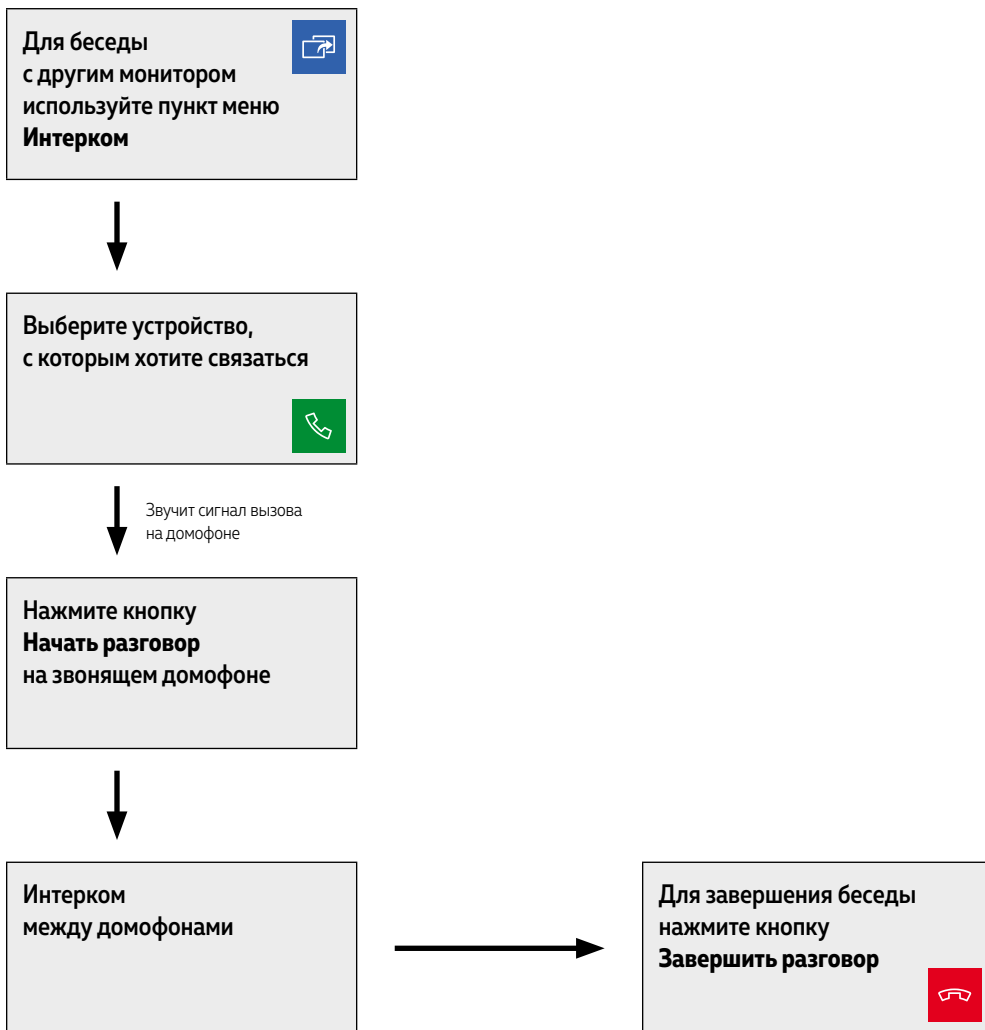 Для беседы
с другим монитором
используйте пункт меню
Интерком
Выберите устройство,
с которым хотите связаться
Звучит сигнал вызова
на домофоне
Нажмите кнопку
Начать разговор
на звонящем домофоне
Интерком
между домофонами
Для завершения беседы
нажмите кнопку
Завершить разговор